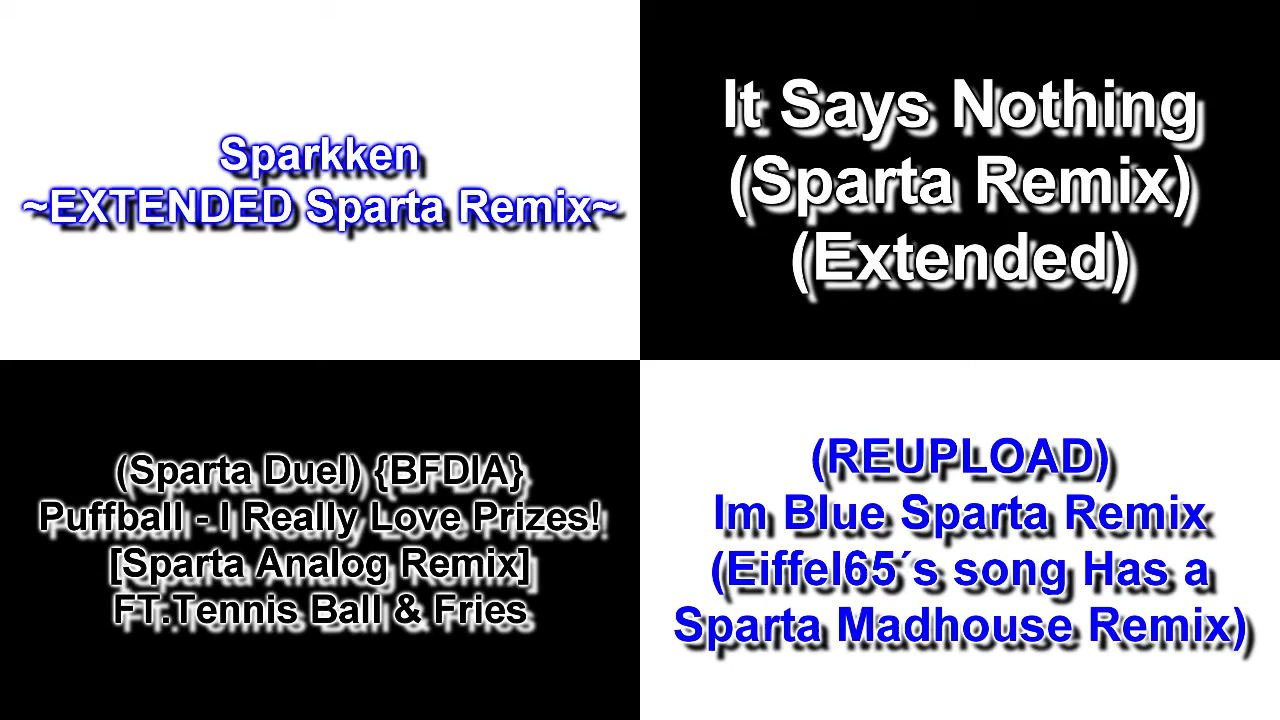 Sparkken
~EXTENDED Sparta Remix~
It Says Nothing
(Sparta Remix)
(Extended)
(Sparta Duel) {BFDIA}
Puffball - I Really Love Prizes!
[Sparta Analog Remix]
FT.Tennis Ball & Fries
(REUPLOAD)
Im Blue Sparta Remix
(Eiffel65´s song Has a
Sparta Madhouse Remix)